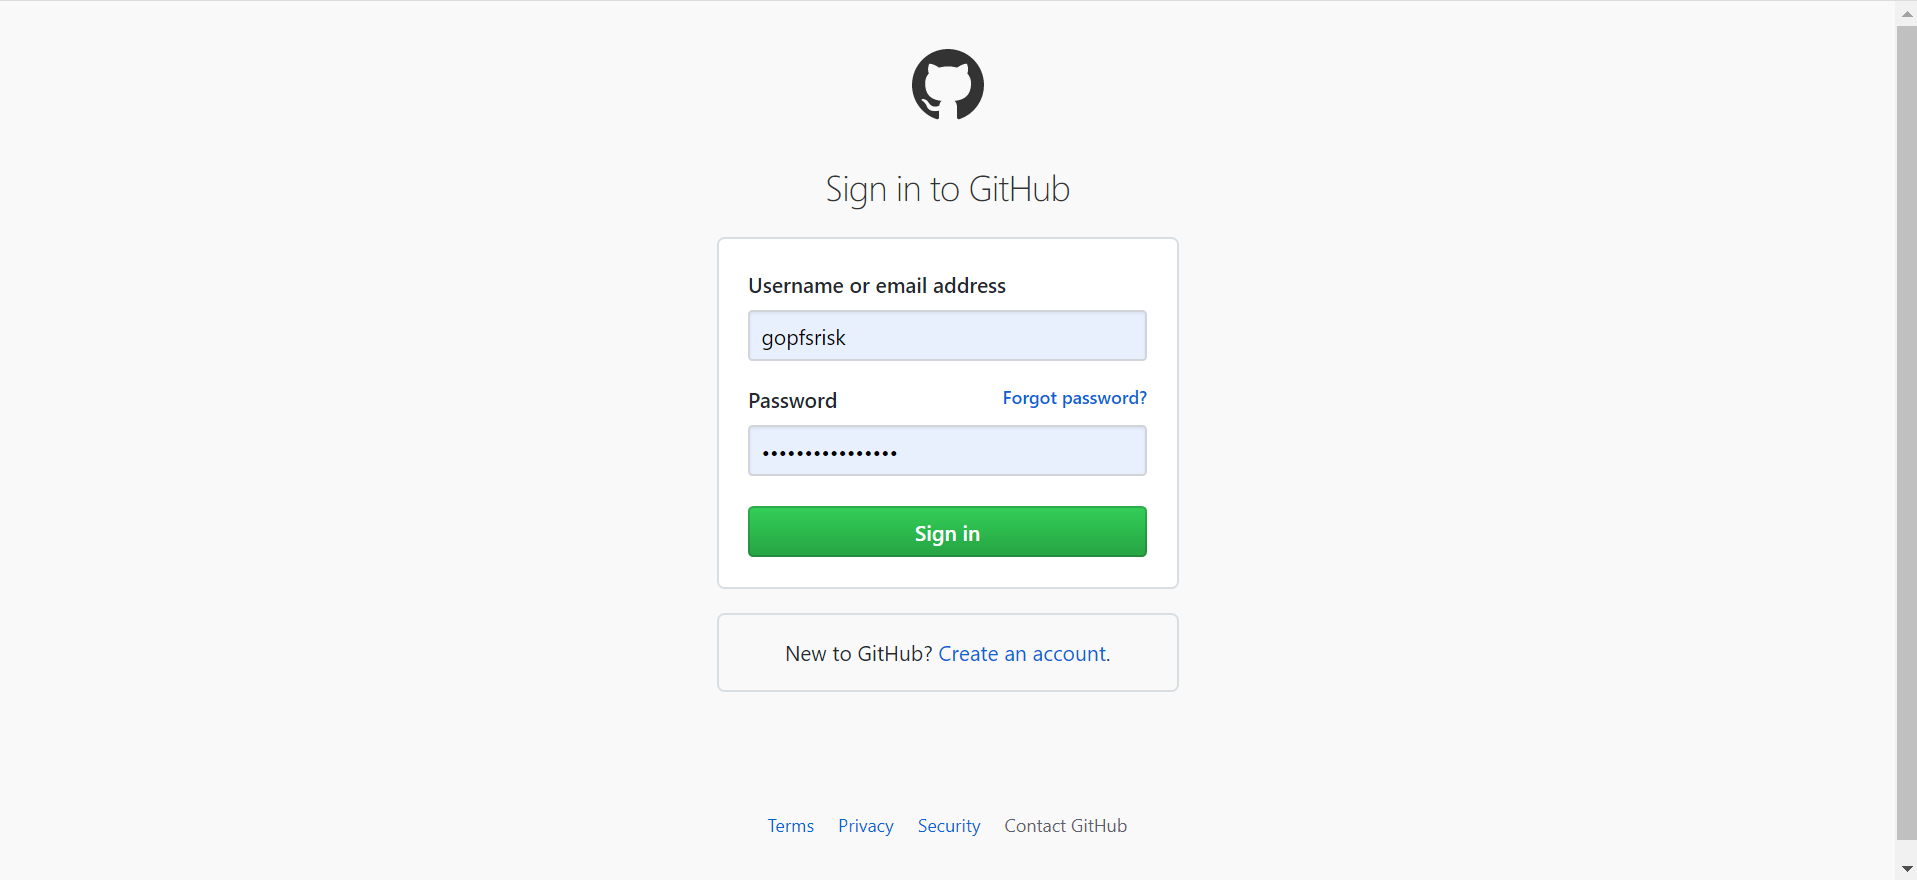 Sign in to GitHub
Username or email address
gopfsrisk
Password Forgot password?
••••••••••••••••
Sign in
New to GitHub? Create an account.
Terms Privacy Security Contact GitHub